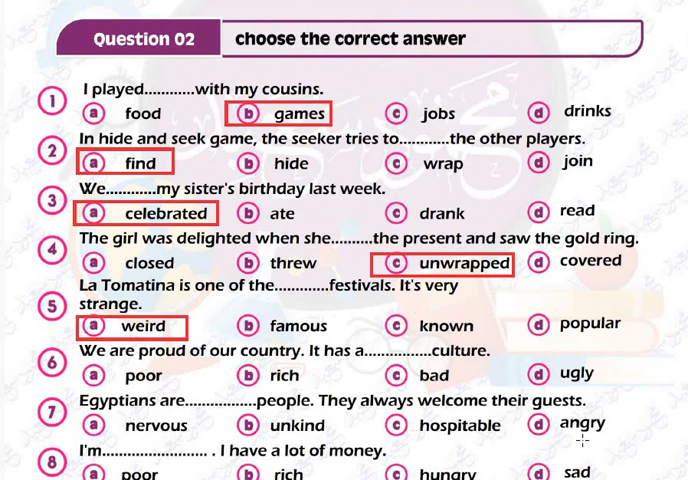 Question 02 choose the correct answer
1 I played............with my cousins.
a food b games c jobs d drinks
2 In hide and seek game, the seeker tries to............the other players.
a find b hide c wrap d join
3 We............my sister's birthday last week.
a celebrated b ate c drank d read
4 The girl was delighted when she..........the present and saw the gold ring.
a closed b threw c unwrapped d covered
5 La Tomatina is one of the.............festivals. It's very
strange.
a weird b famous c known d popular
6 We are proud of our country. It has a................culture.
a poor b rich c bad d ugly
7 Egyptians are.................people. They always welcome their guests.
a nervous b unkind c hospitable d angry
8 I'm......................... . I have a lot of money.
a poor b rich c hungry d sad